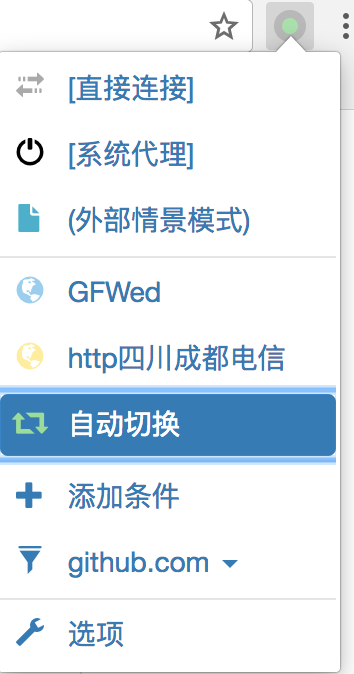 [直接连接]
[系统代理]
(外部情景模式)
GFWed
http四川成都电信
自动切换
添加条件
github.com
选项